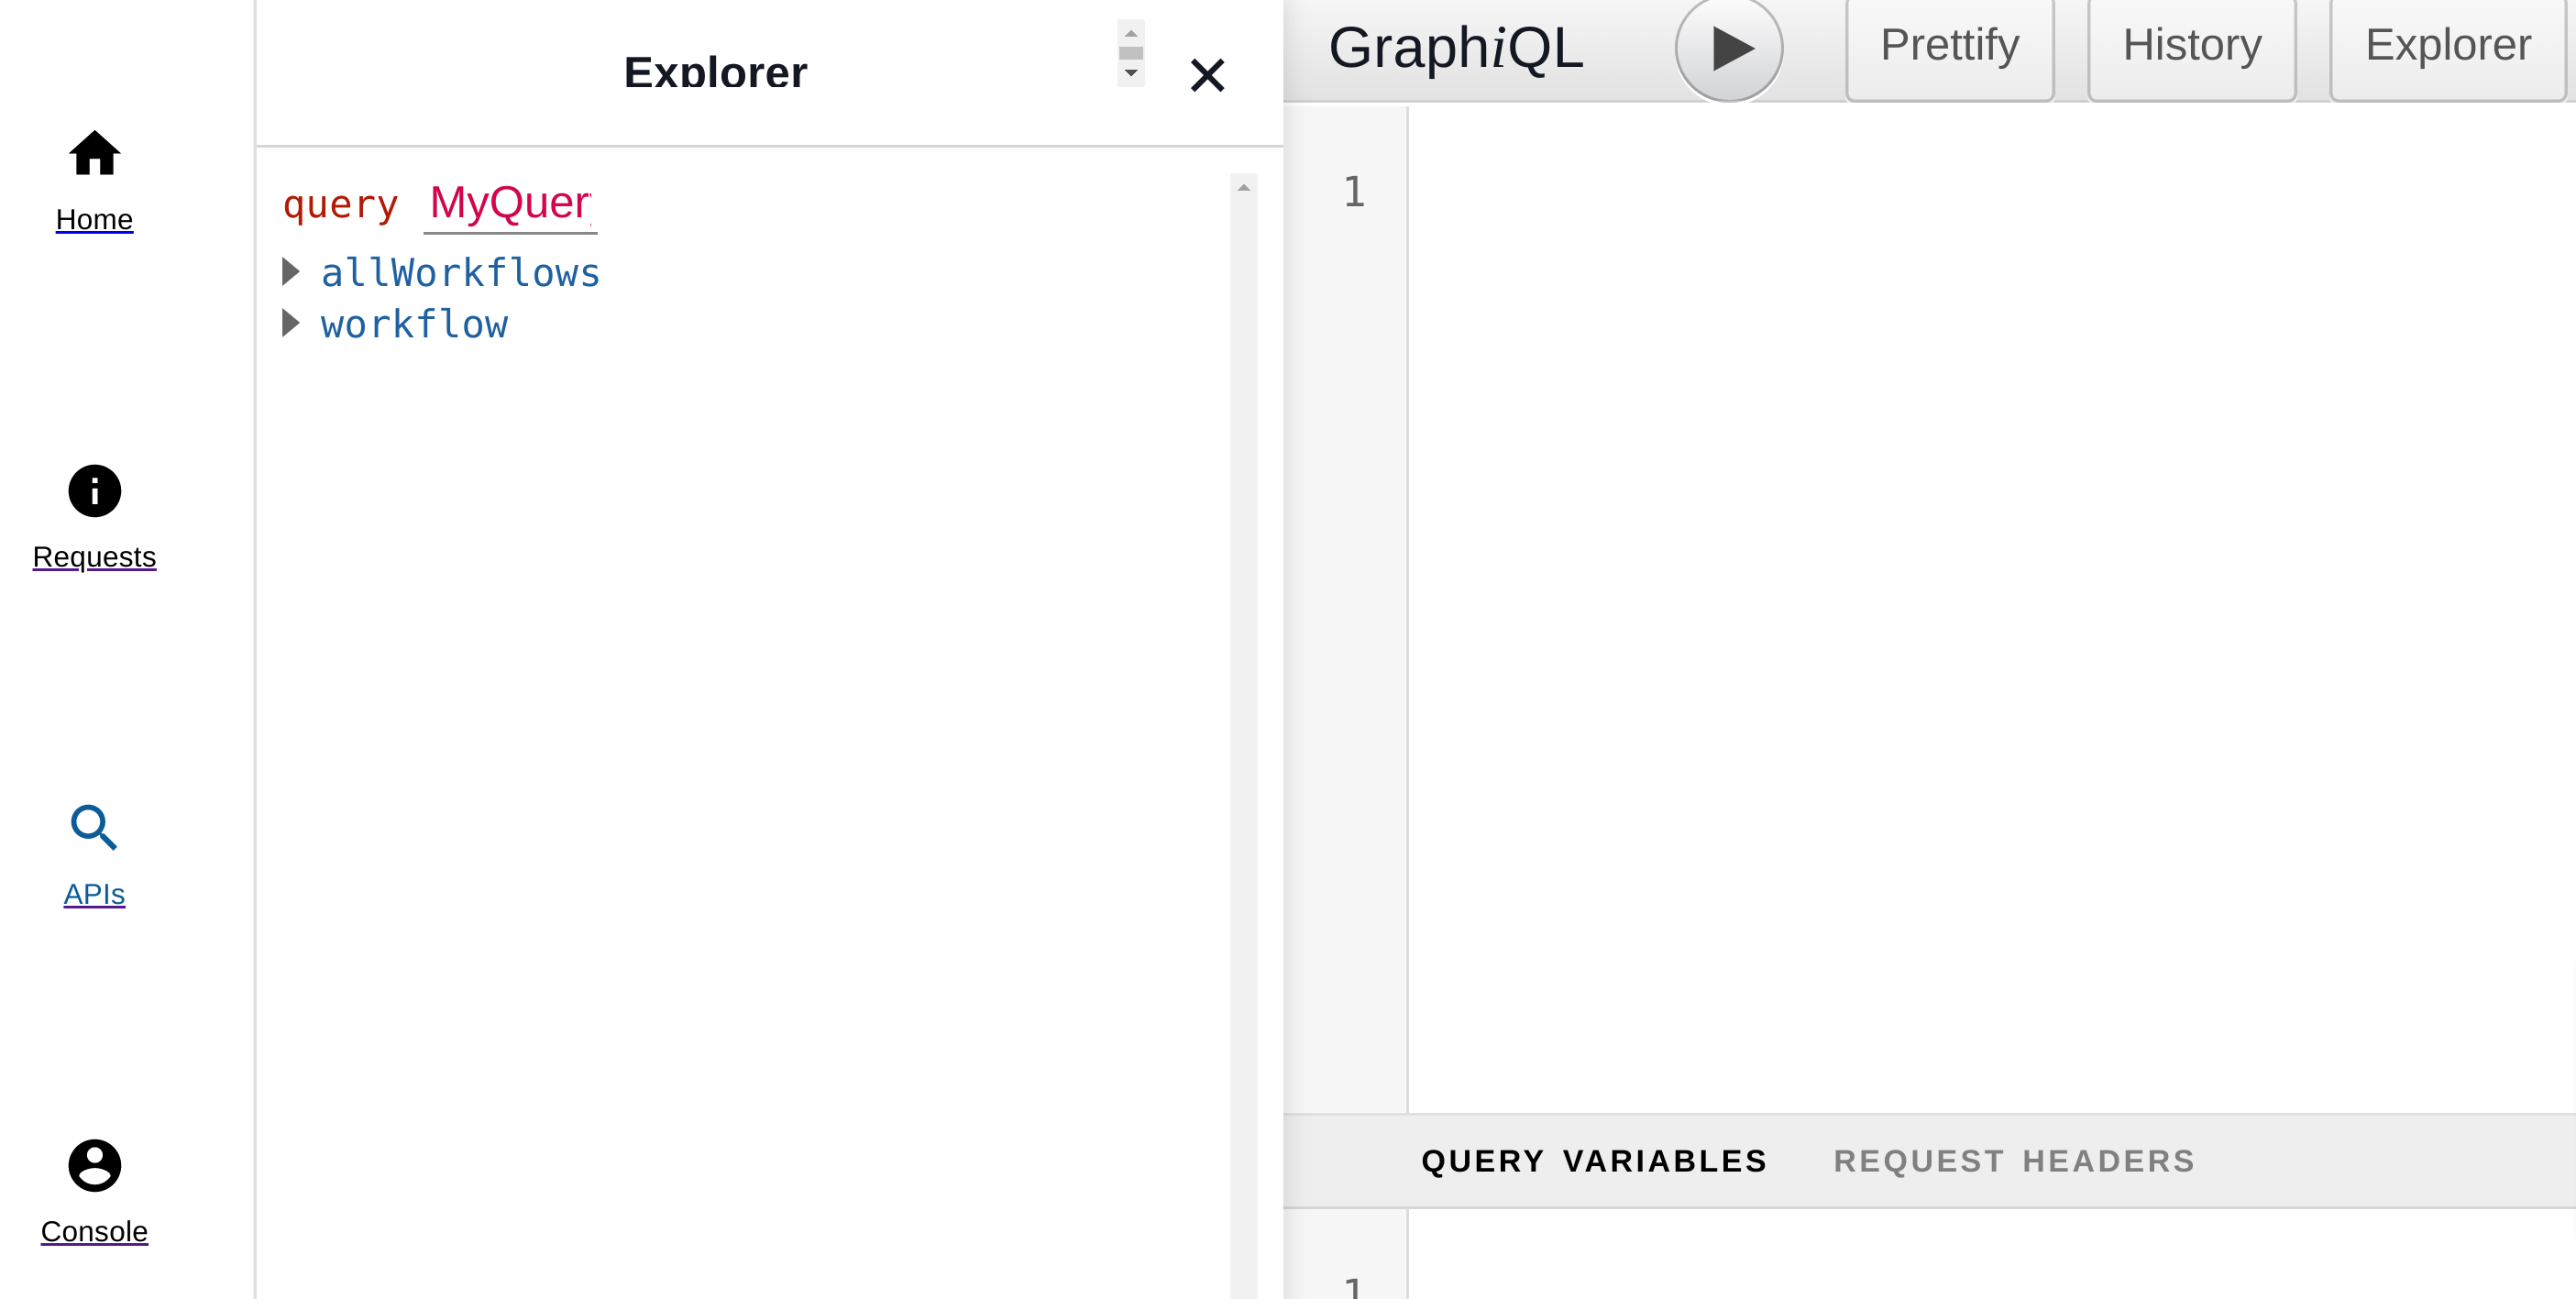 Home
Requests
APIs
Console
Explorer
query MyQuer
allWorkflows
workflow
GraphiQL
Prettify
History
Explorer
1
QUERY VARIABLES
REQUEST HEADERS
1